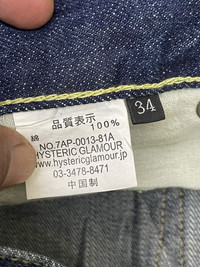 品質表示
綿 100%
NO.7AP-0013-81A
HYSTERIC GLAMOUR
www.hystericglamour.jp
03-3478-8471
中国制
34